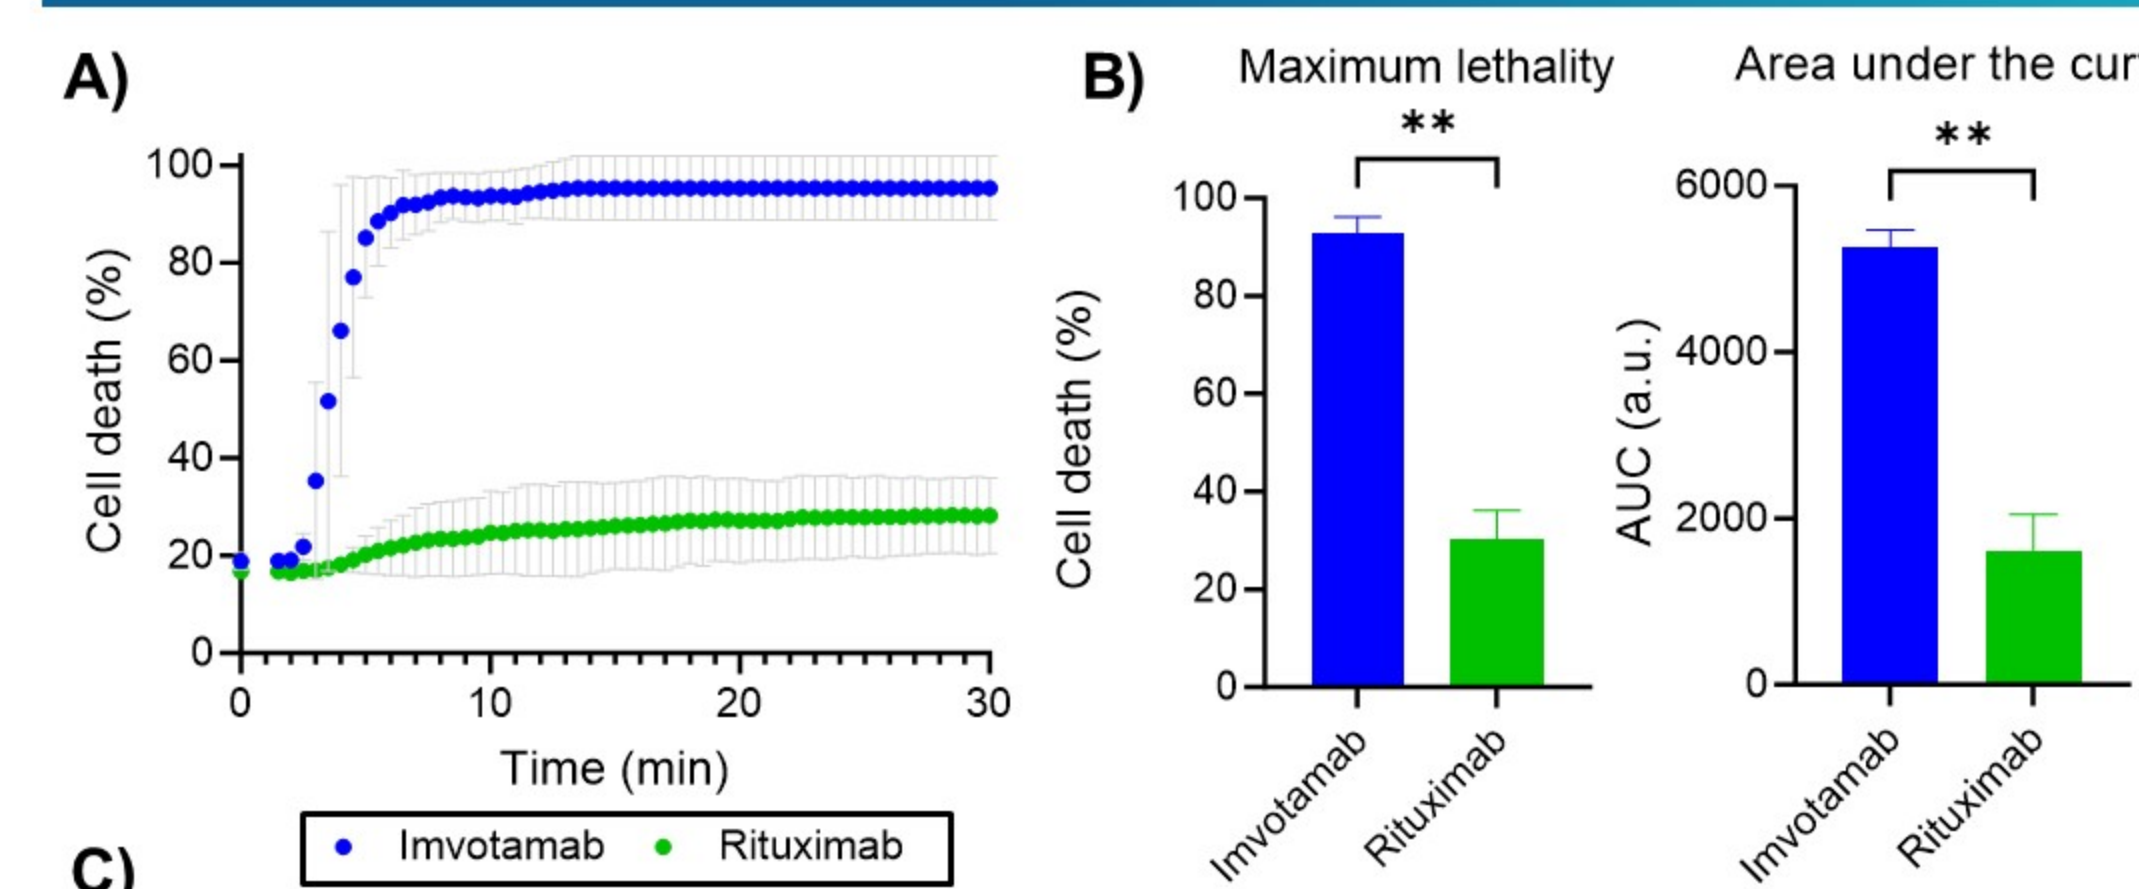 A)
Cell death (%)
100
80
60
40
20
0
0 10 20 30
Time (min)
Imvotamab Rituximab
B)
Maximum lethality
**
Cell death (%)
100
80
60
40
20
0
Imvotamab
Rituximab
Area under the cur
**
AUC (a.u.)
6000
4000
2000
0
Imvotamab
Rituximab
C)